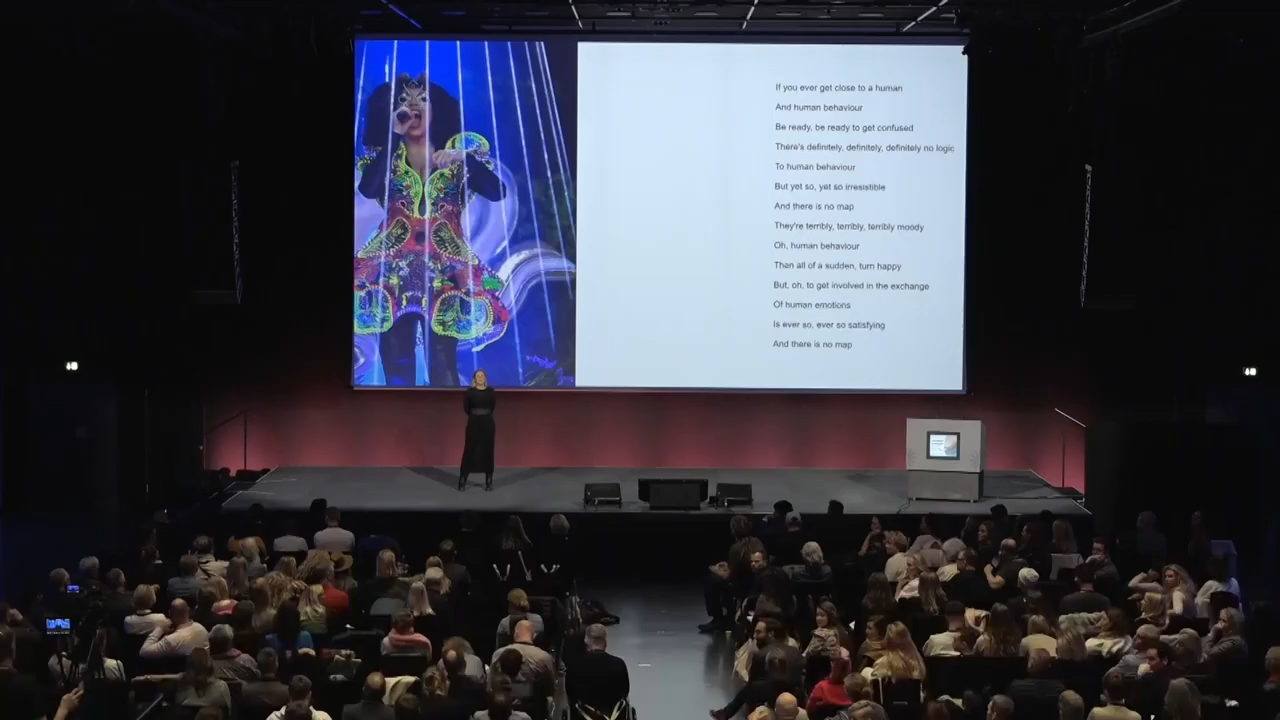 If you ever get close to a human
And human behaviour
Be ready, be ready to get confused
There's definitely, definitely, definitely no logic
To human behaviour
But yet so, yet so irresistible
And there is no map
They're terribly, terribly, terribly moody
Oh, human behaviour
Then all of a sudden, turn happy
But, oh, to get involved in the exchange
Of human emotions
Is ever so, ever so satisfying
And there is no map